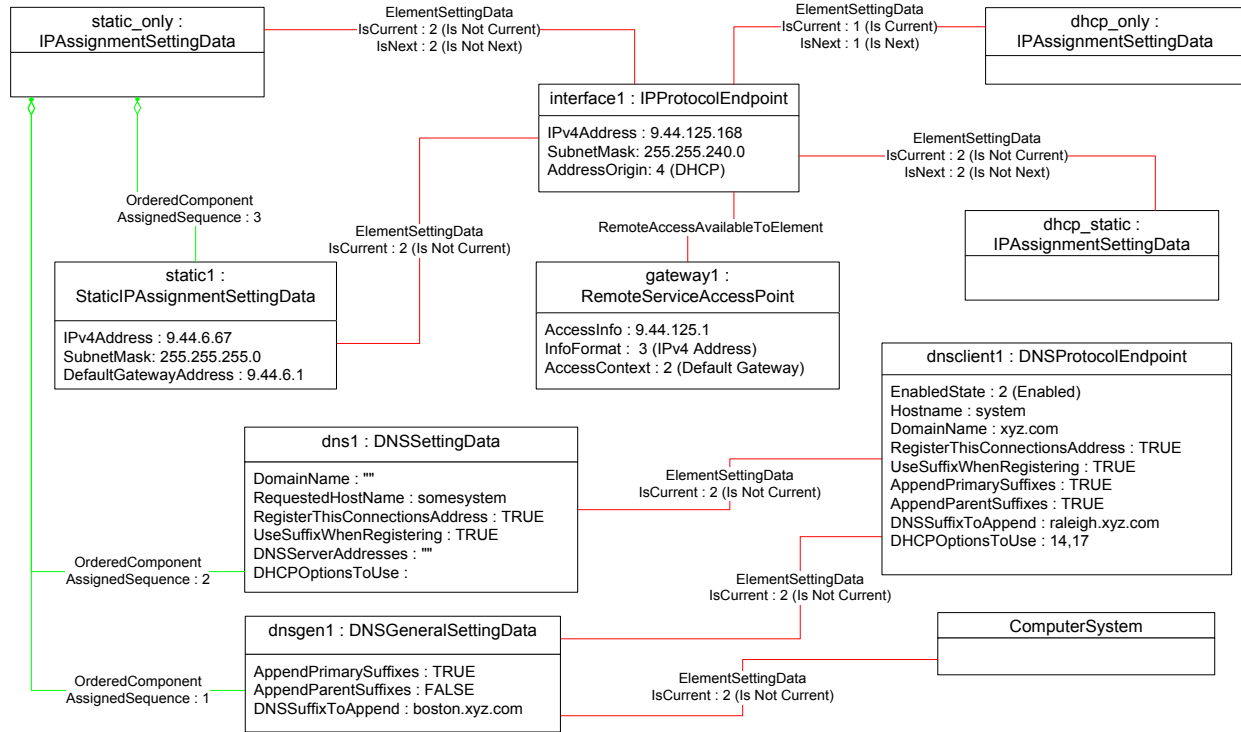 static_only :
IPAssignmentSettingData
ElementSettingData
IsCurrent : 2 (Is Not Current)
IsNext : 2 (Is Not Next)
ElementSettingData
IsCurrent : 1 (Is Current)
IsNext : 1 (Is Next)
dhcp_only :
IPAssignmentSettingData
interface1 : IPProtocolEndpoint
IPv4Address : 9.44.125.168
SubnetMask: 255.255.240.0
AddressOrigin: 4 (DHCP)
ElementSettingData
IsCurrent : 2 (Is Not Current)
IsNext : 2 (Is Not Next)
OrderedComponent
AssignedSequence : 3
ElementSettingData
IsCurrent : 2 (Is Not Current)
RemoteAccessAvailableToElement
dhcp_static :
IPAssignmentSettingData
static1 :
StaticIPAssignmentSettingData
IPv4Address : 9.44.6.67
SubnetMask: 255.255.255.0
DefaultGatewayAddress : 9.44.6.1
gateway1 :
RemoteServiceAccessPoint
AccessInfo : 9.44.125.1
InfoFormat :  3 (IPv4 Address)
AccessContext : 2 (Default Gateway)
dnsclient1 : DNSProtocolEndpoint
EnabledState : 2 (Enabled)
Hostname : system
DomainName : xyz.com
RegisterThisConnectionsAddress : TRUE
UseSuffixWhenRegistering : TRUE
AppendPrimarySuffixes : TRUE
AppendParentSuffixes : TRUE
DNSSuffixToAppend : raleigh.xyz.com
DHCPOptionsToUse : 14,17
dns1 : DNSSettingData
DomainName : ""
RequestedHostName : somesystem
RegisterThisConnectionsAddress : TRUE
UseSuffixWhenRegistering : TRUE
DNSServerAddresses : ""
DHCPOptionsToUse :
ElementSettingData
IsCurrent : 2 (Is Not Current)
OrderedComponent
AssignedSequence : 2
ElementSettingData
IsCurrent : 2 (Is Not Current)
dnsgen1 : DNSGeneralSettingData
AppendPrimarySuffixes : TRUE
AppendParentSuffixes : FALSE
DNSSuffixToAppend : boston.xyz.com
ComputerSystem
OrderedComponent
AssignedSequence : 1
ElementSettingData
IsCurrent : 2 (Is Not Current)